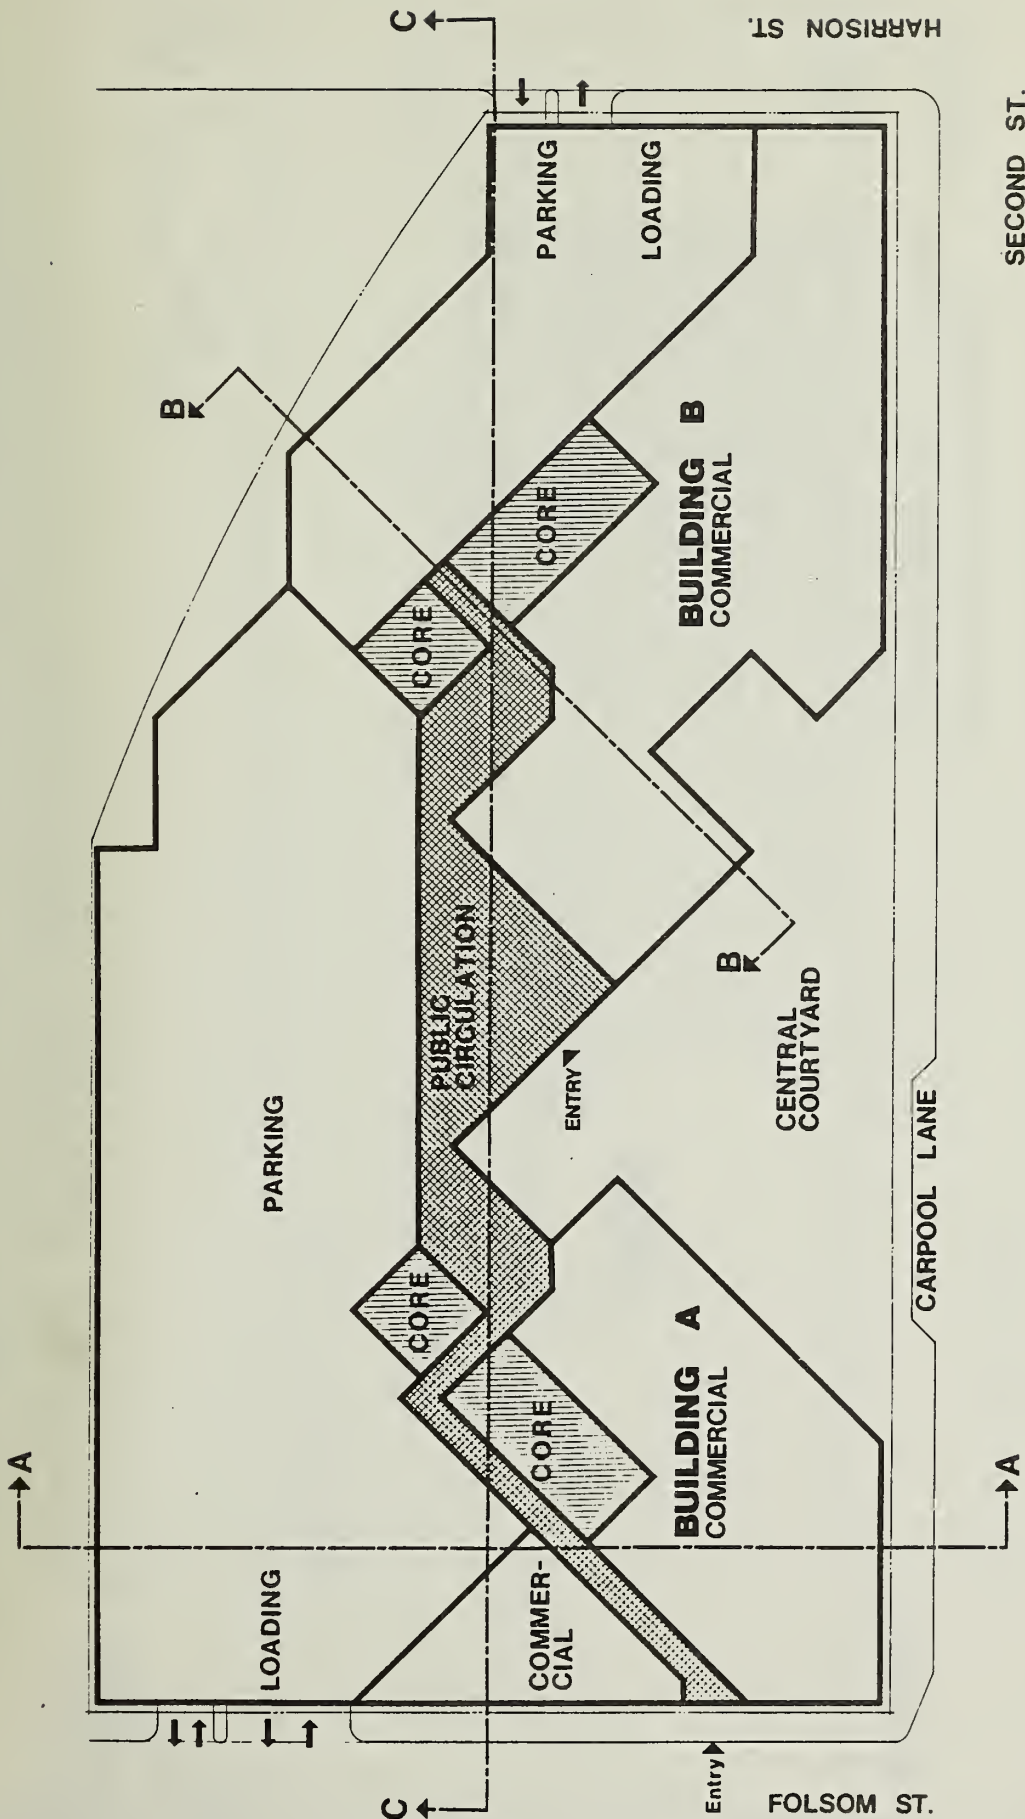 C
HARRISON ST.
PARKING
LOADING
SECOND ST.
B
CORE
CORE
BUILDING B
COMMERCIAL
PUBLIC
CIRCULATION
B
ENTRY
CENTRAL
COURTYARD
PARKING
CARPOOL LANE
CORE
CORE
BUILDING A
COMMERCIAL
A
A
LOADING
COMMER-
CIAL
C
Entry
FOLSOM ST.